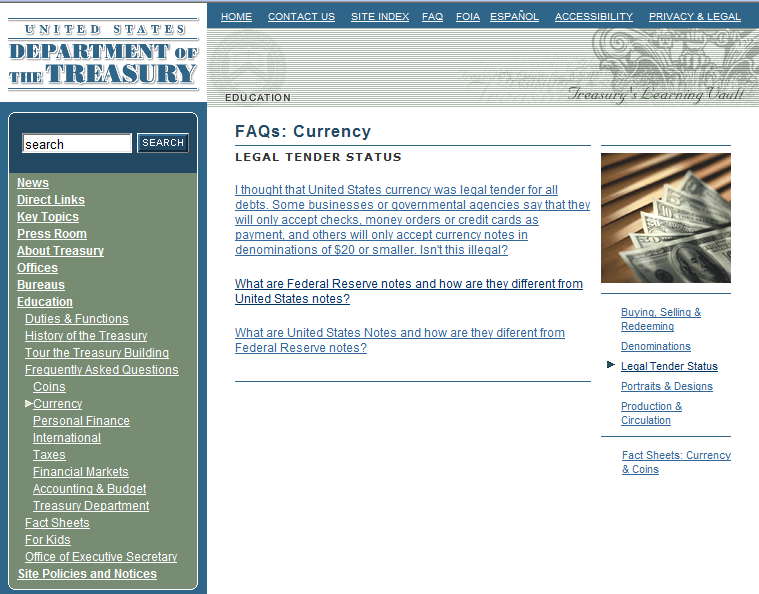 UNITED STATES
DEPARTMENT OF
THE TREASURY
HOME CONTACT US SITE INDEX FAQ FOIA ESPAÑOL ACCESSIBILITY PRIVACY & LEGAL
EDUCATION
Treasury's Learning Vault
search SEARCH
News
Direct Links
Key Topics
Press Room
About Treasury
Offices
Bureaus
Education
Duties & Functions
History of the Treasury
Tour the Treasury Building
Frequently Asked Questions
Coins
Currency
Personal Finance
International
Taxes
Financial Markets
Accounting & Budget
Treasury Department
Fact Sheets
For Kids
Office of Executive Secretary
Site Policies and Notices
FAQs: Currency
LEGAL TENDER STATUS
I thought that United States currency was legal tender for all
debts. Some businesses or governmental agencies say that they
will only accept checks, money orders or credit cards as
payment, and others will only accept currency notes in
denominations of $20 or smaller. Isn't this illegal?
What are Federal Reserve notes and how are they different from
United States notes?
What are United States Notes and how are they diferent from
Federal Reserve notes?
Buying, Selling &
Redeeming
Denominations
Legal Tender Status
Portraits & Designs
Production &
Circulation
Fact Sheets: Currency
& Coins